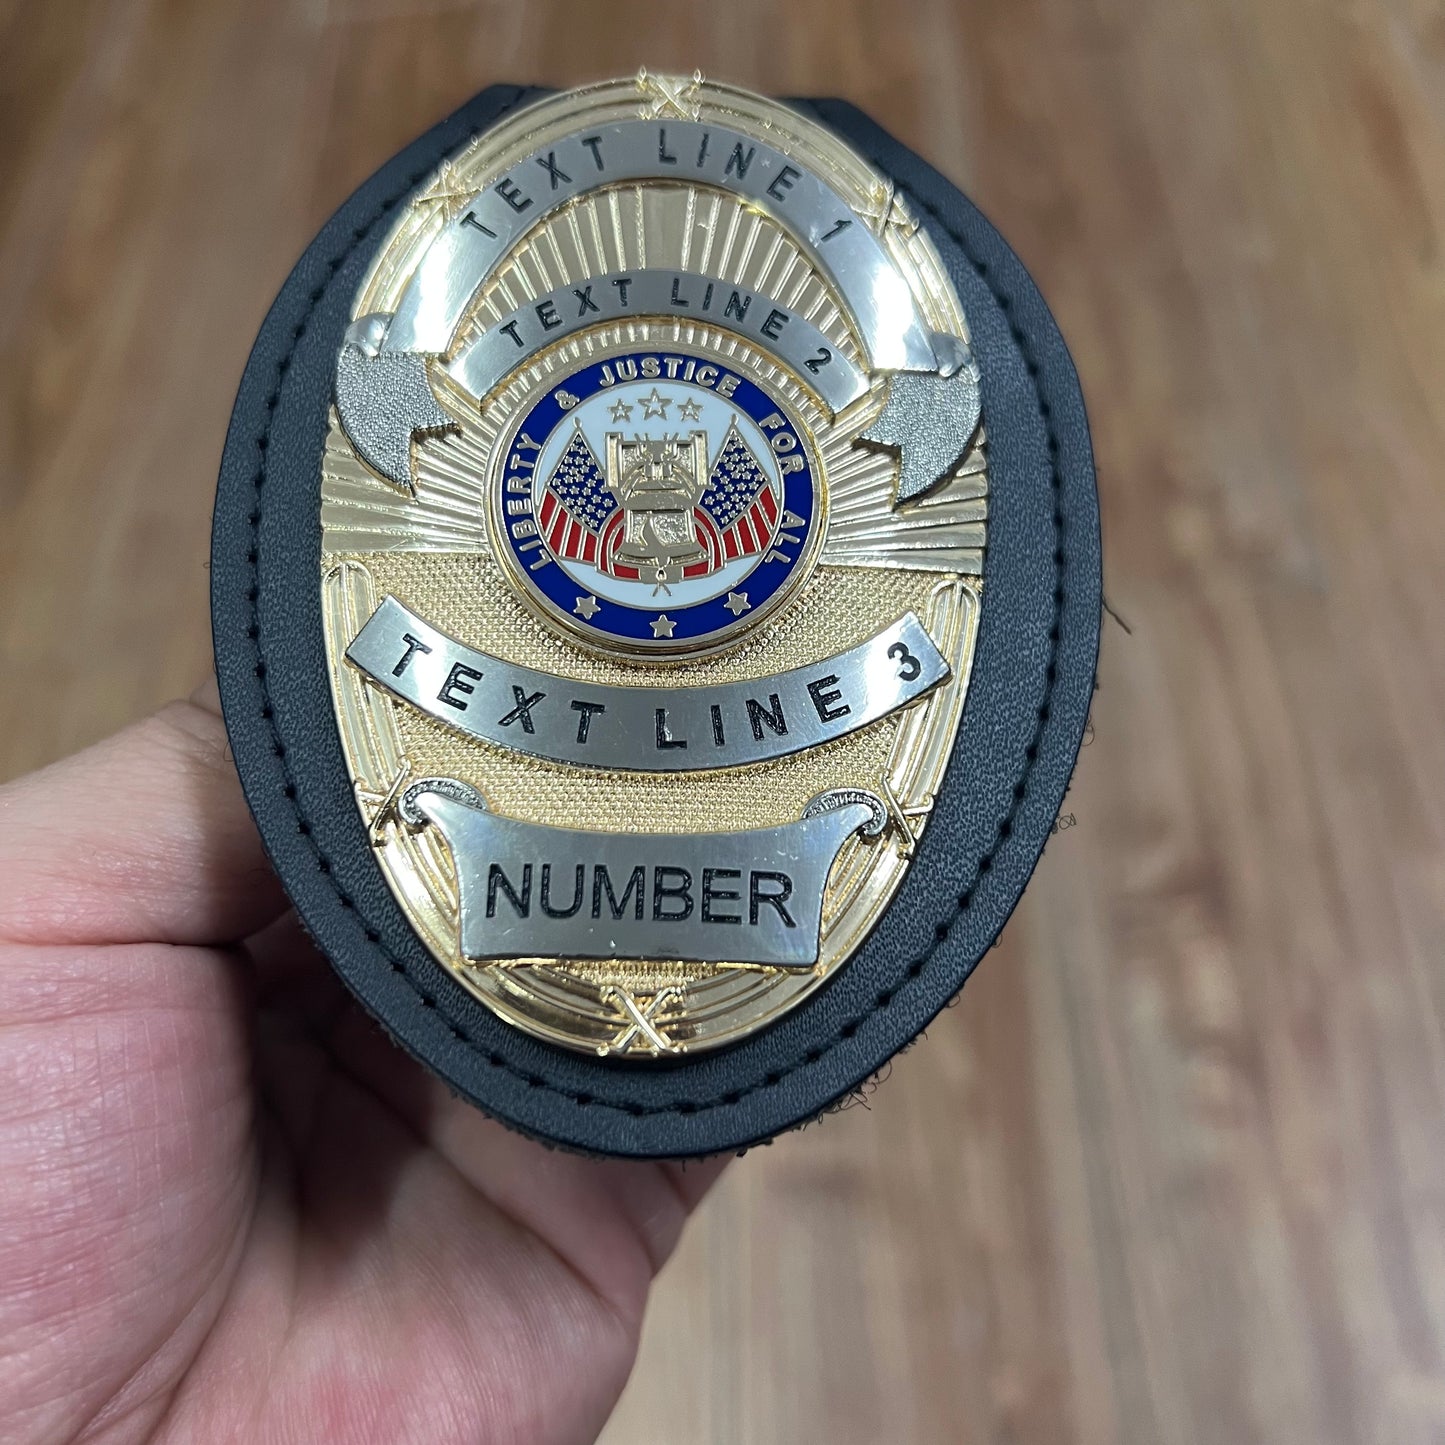 TEXT LINE 1
TEXT LINE 2
LIBERTY & JUSTICE FOR ALL
TEXT LINE 3
NUMBER